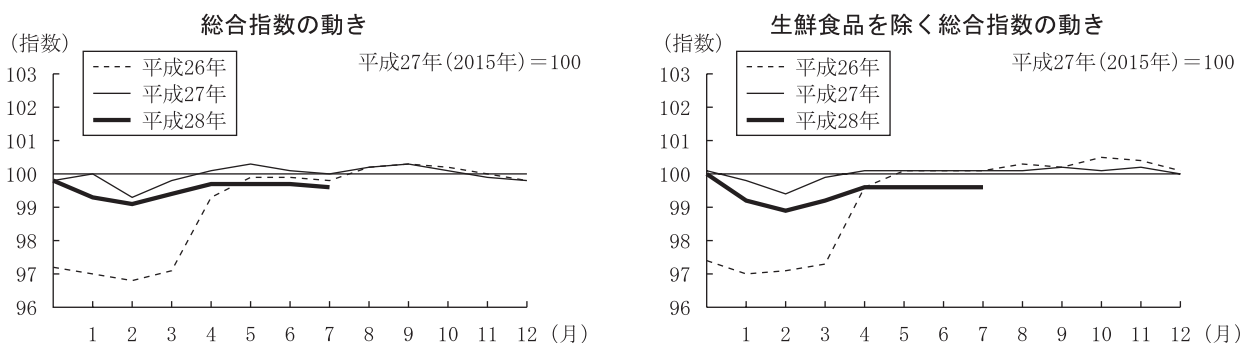 総合指数の動き
(指数)
平成27年(2015年)=100
平成26年
平成27年
平成28年
103
102
101
100
99
98
97
96
1 2 3 4 5 6 7 8 9 10 11 12 (月)
生鮮食品を除く総合指数の動き
(指数)
平成27年(2015年)=100
平成26年
平成27年
平成28年
103
102
101
100
99
98
97
96
1 2 3 4 5 6 7 8 9 10 11 12 (月)